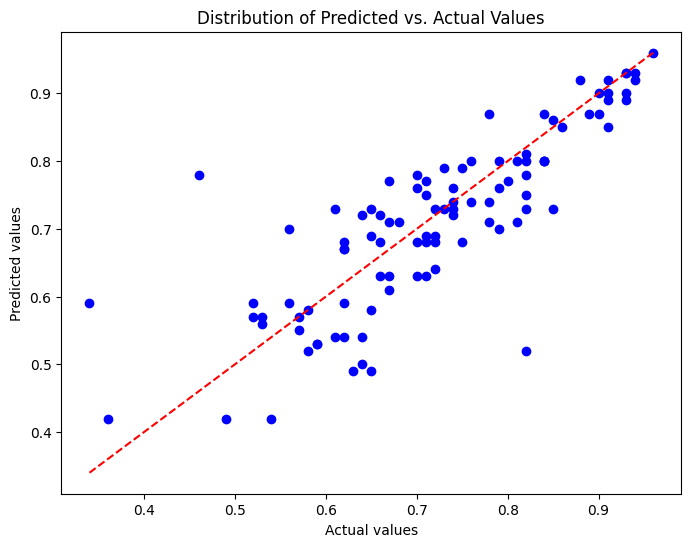 Distribution of Predicted vs. Actual Values
Predicted values
0.9
0.8
0.7
0.6
0.5
0.4
0.4 0.5 0.6 0.7 0.8 0.9
Actual values